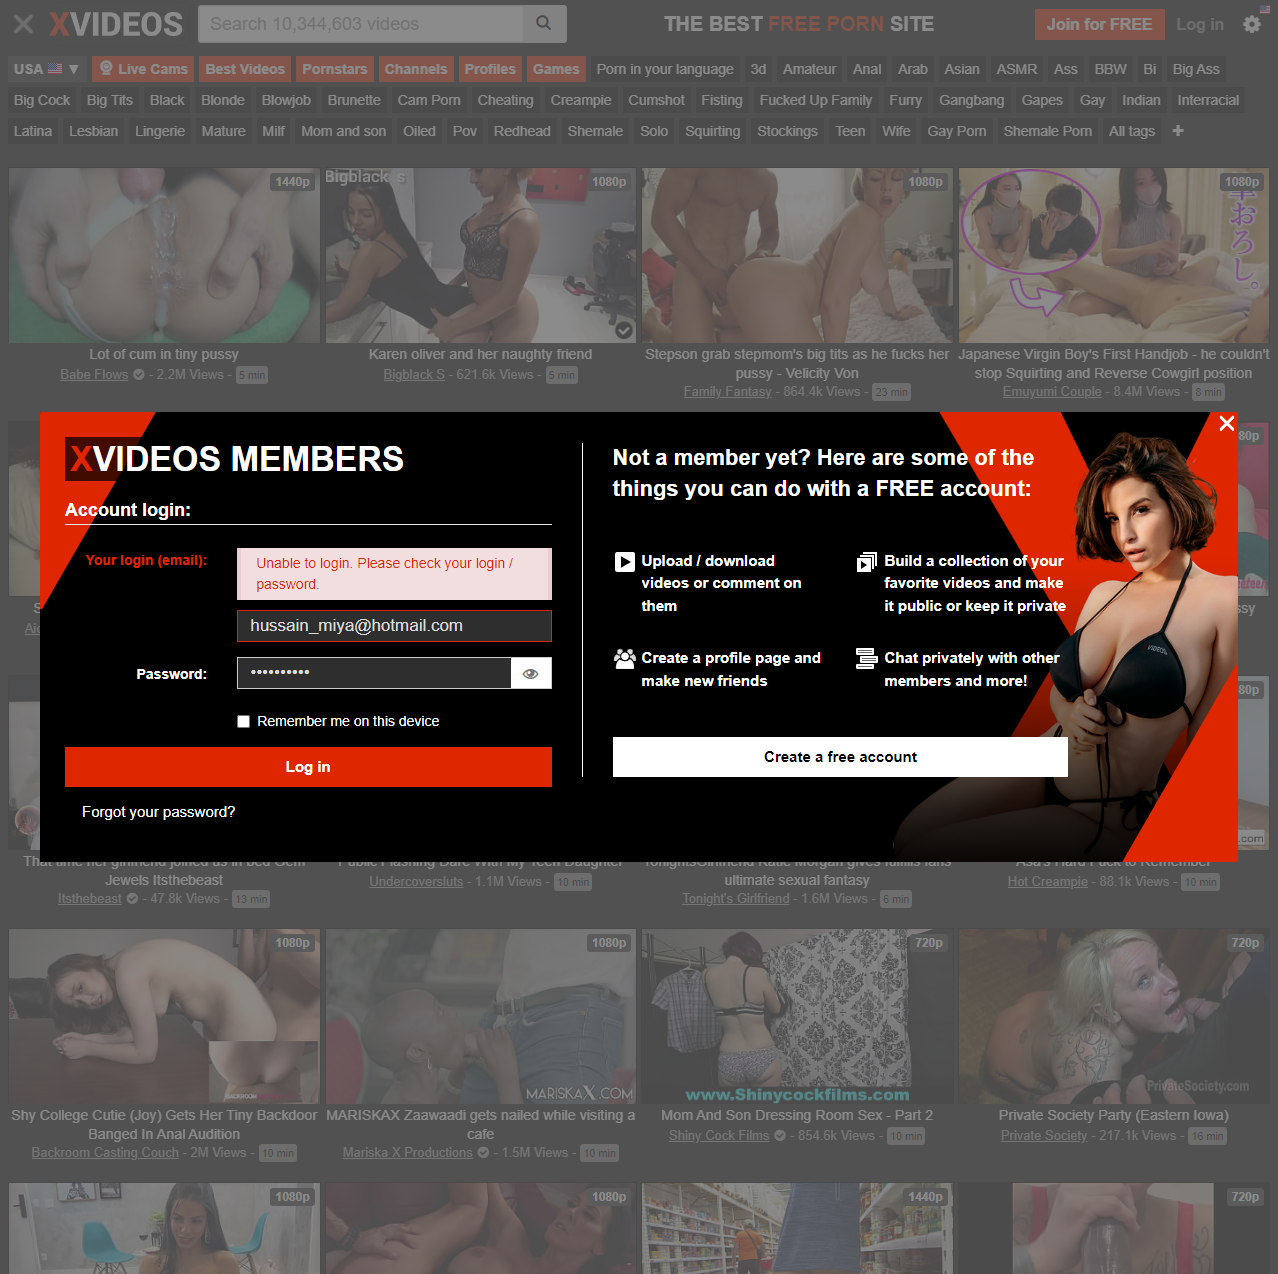 XVIDEOS
Search 10,344,603 videos
THE BEST FREE PORN SITE
Join for FREE
Log in
USA
Live Cams
Best Videos
Pornstars
Channels
Profiles
Games
Porn in your language
3d
Amateur
Anal
Arab
Asian
ASMR
Ass
BBW
Bi
Big Ass
Big Cock
Big Tits
Black
Blonde
Blowjob
Brunette
Cam Porn
Cheating
Creampie
Cumshot
Fisting
Fucked Up Family
Furry
Gangbang
Gapes
Gay
Indian
Interracial
Latina
Lesbian
Lingerie
Mature
Milf
Mom and son
Oiled
Pov
Redhead
Shemale
Solo
Squirting
Stockings
Teen
Wife
Gay Porn
Shemale Porn
All tags
1440p
Bigblack s
1080p
1080p
1080p
Lot of cum in tiny pussy
Babe Flows - 2.2M Views - 5 min
Karen oliver and her naughty friend
Bigblack S - 621.6k Views - 5 min
Stepson grab stepmom's big tits as he fucks her
pussy - Velicity Von
Family Fantasy - 864.4k Views - 23 min
Japanese Virgin Boy's First Handjob - he couldn't
stop Squirting and Reverse Cowgirl position
Emuyumi Couple - 8.4M Views - 8 min
XVIDEOS MEMBERS
Account login:
Your login (email):
Unable to login. Please check your login /
password.
hussain_miya@hotmail.com
Password:
••••••••••
Remember me on this device
Log in
Forgot your password?
Not a member yet? Here are some of the
things you can do with a FREE account:
Upload / download
videos or comment on
them
Build a collection of your
favorite videos and make
it public or keep it private
Create a profile page and
make new friends
Chat privately with other
members and more!
Create a free account
Jewels Itsthebeast
Itsthebeast - 47.8k Views - 13 min
Undercoversluts - 1.1M Views - 10 min
ultimate sexual fantasy
Tonight's Girlfriend - 1.6M Views - 6 min
Hot Creampie - 88.1k Views - 10 min
1080p
1080p
MARISKAX.COM
720p
www.Shinycockfilms.com
720p
PrivateSociety.com
Shy College Cutie (Joy) Gets Her Tiny Backdoor
Banged In Anal Audition
Backroom Casting Couch - 2M Views - 10 min
MARISKAX Zaawaadi gets nailed while visiting a
cafe
Mariska X Productions - 1.5M Views - 10 min
Mom And Son Dressing Room Sex - Part 2
Shiny Cock Films - 854.6k Views - 10 min
Private Society Party (Eastern Iowa)
Private Society - 217.1k Views - 16 min
1080p
1080p
1440p
720p